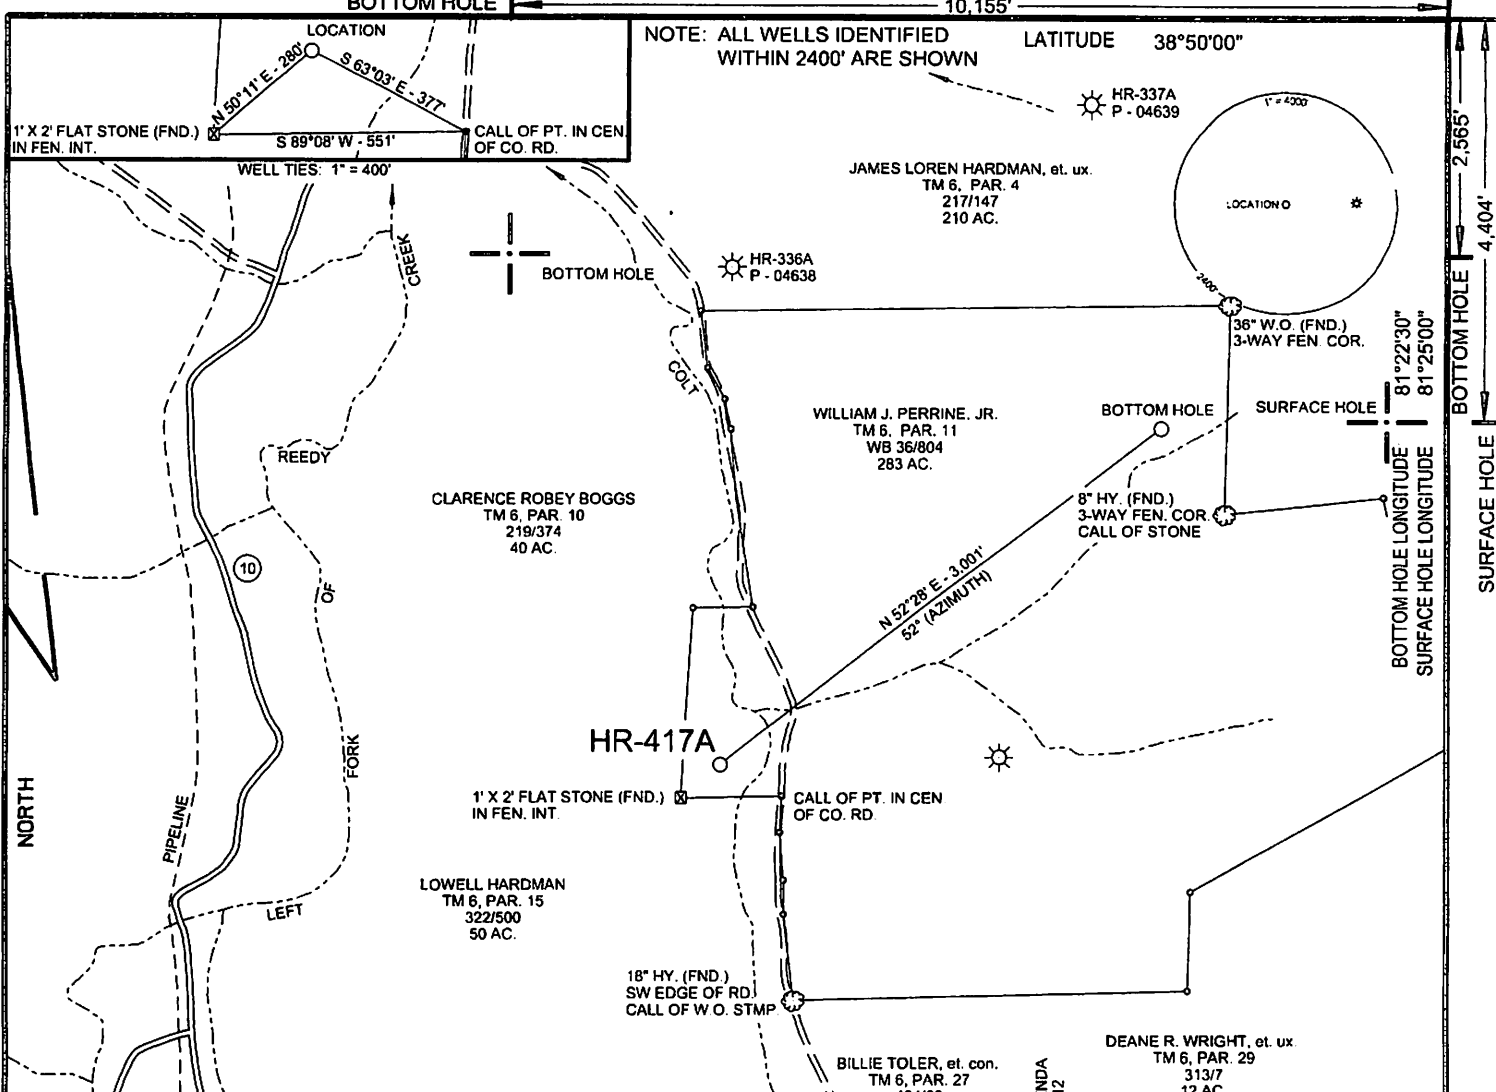 BOTTOM HOLE
10,155'
LOCATION
N 50°11' E - 280'
S 63°03' E - 377'
1' X 2' FLAT STONE (FND.)
IN FEN. INT.
S 89°08' W - 551'
CALL OF PT. IN CEN.
OF CO. RD.
WELL TIES: 1" = 400'
NOTE: ALL WELLS IDENTIFIED
WITHIN 2400' ARE SHOWN
LATITUDE 38°50'00"
HR-337A
P - 04639
1" = 4000'
LOCATION
2400'
JAMES LOREN HARDMAN, et. ux.
TM 6, PAR. 4
217/147
210 AC.
2,565'
4,404'
BOTTOM HOLE
SURFACE HOLE
BOTTOM HOLE
HR-336A
P - 04638
36" W.O. (FND.)
3-WAY FEN. COR.
81°22'30"
81°25'00"
BOTTOM HOLE LONGITUDE
SURFACE HOLE LONGITUDE
CREEK
COLT
REEDY
OF
FORK
LEFT
PIPELINE
NORTH
10
WILLIAM J. PERRINE, JR.
TM 6, PAR. 11
WB 36/804
283 AC.
BOTTOM HOLE
SURFACE HOLE
CLARENCE ROBEY BOGGS
TM 6, PAR. 10
219/374
40 AC.
8" HY. (FND.)
3-WAY FEN. COR.
CALL OF STONE
N 52°28' E - 3,001'
52° (AZIMUTH)
HR-417A
1' X 2' FLAT STONE (FND.)
IN FEN. INT.
CALL OF PT. IN CEN
OF CO. RD.
LOWELL HARDMAN
TM 6, PAR. 15
322/500
50 AC.
18" HY. (FND.)
SW EDGE OF RD.
CALL OF W.O. STMP.
BILLIE TOLER, et. con.
TM 6, PAR. 27
DEANE R. WRIGHT, et. ux.
TM 6, PAR. 29
313/7
12 AC.